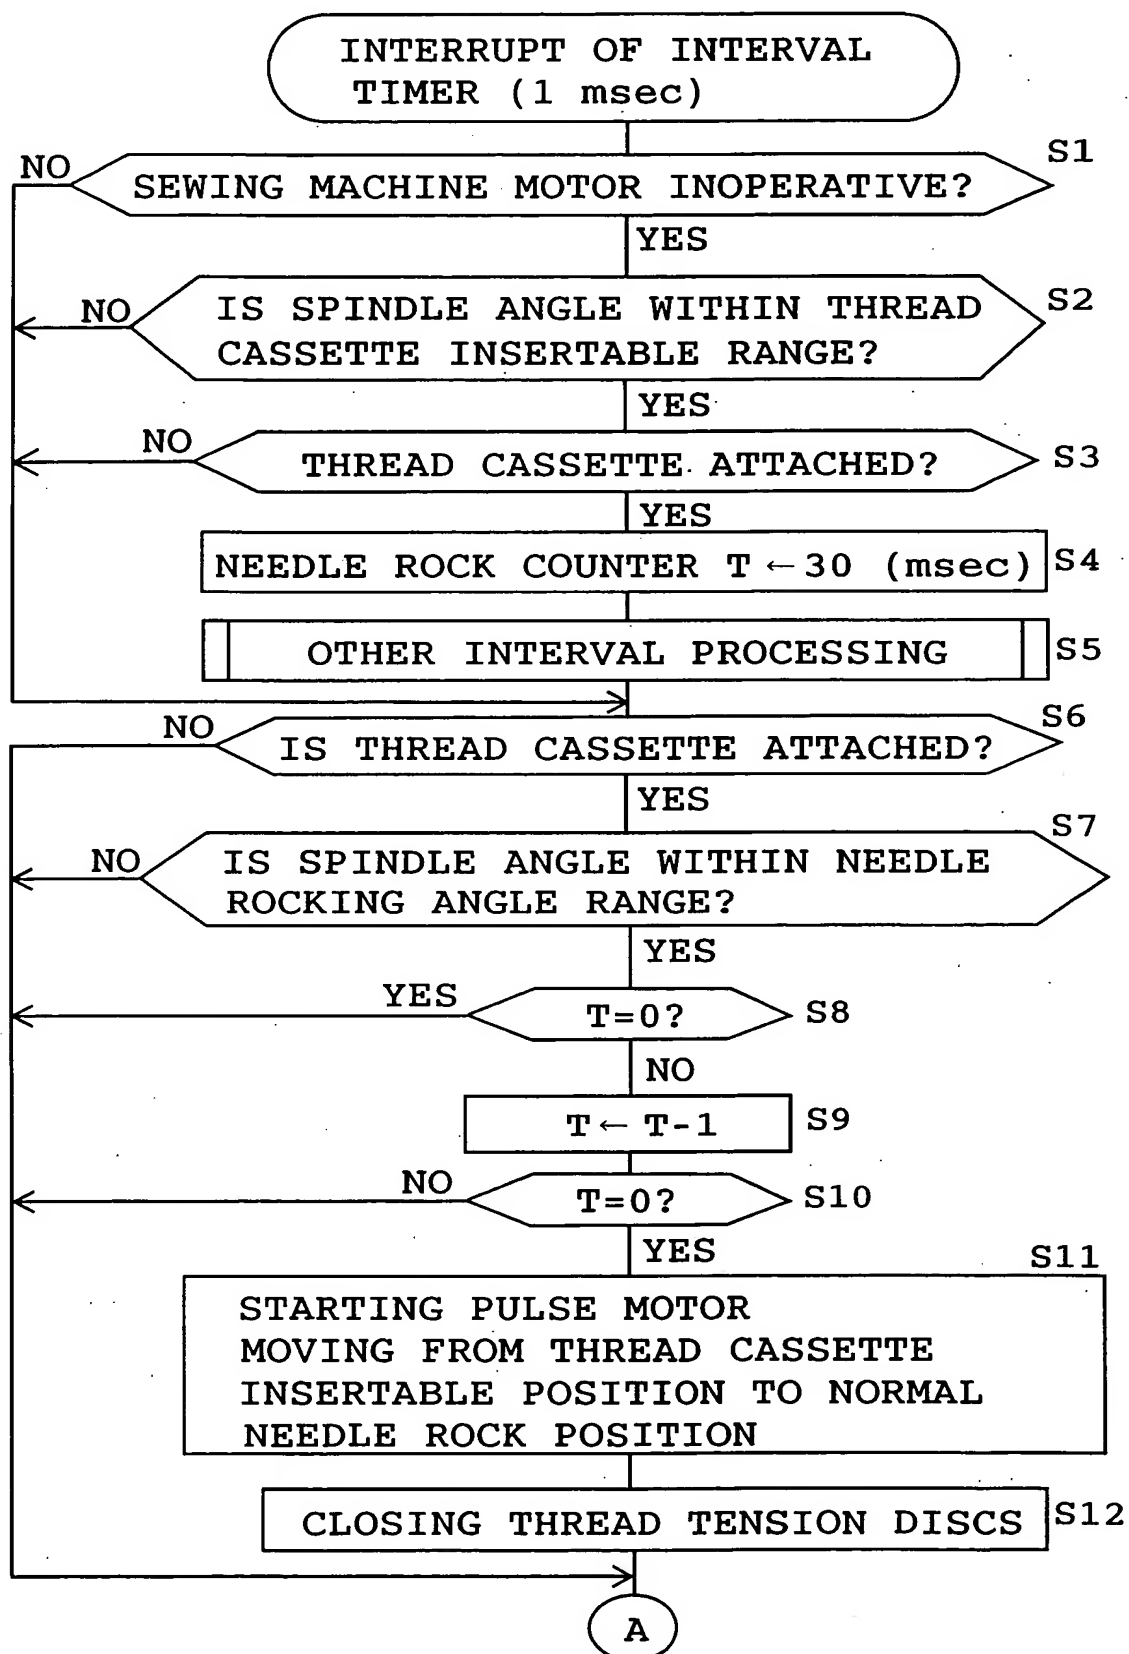 INTERRUPT OF INTERVAL
TIMER (1 msec)
S1
NO
SEWING MACHINE MOTOR INOPERATIVE?
YES
S2
NO
IS SPINDLE ANGLE WITHIN THREAD
CASSETTE INSERTABLE RANGE?
YES
NO
THREAD CASSETTE ATTACHED?
S3
YES
NEEDLE ROCK COUNTER T ← 30 (msec)
S4
OTHER INTERVAL PROCESSING
S5
NO
S6
IS THREAD CASSETTE ATTACHED?
YES
S7
NO
IS SPINDLE ANGLE WITHIN NEEDLE
ROCKING ANGLE RANGE?
YES
YES
T=0?
S8
NO
T ← T-1
S9
NO
T=0?
S10
YES
S11
STARTING PULSE MOTOR
MOVING FROM THREAD CASSETTE
INSERTABLE POSITION TO NORMAL
NEEDLE ROCK POSITION
CLOSING THREAD TENSION DISCS
S12
A